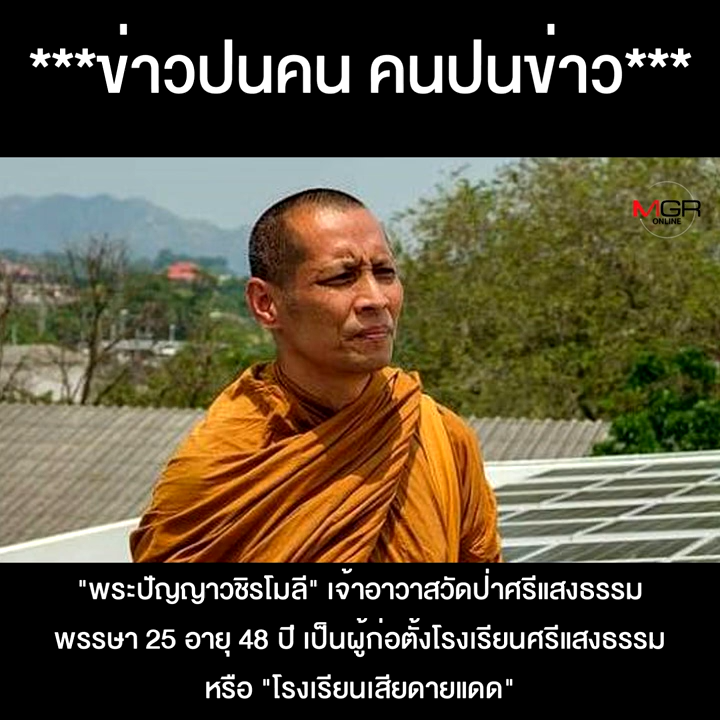 ***ข่าวปนคน คนปนข่าว***
MGR
ONLINE
"พระปัญญาวชิรโมลี" เจ้าอาวาสวัดป่าศรีแสงธรรม
พรรษา 25 อายุ 48 ปี เป็นผู้ก่อตั้งโรงเรียนศรีแสงธรรม
หรือ "โรงเรียนเสียดายแดด"